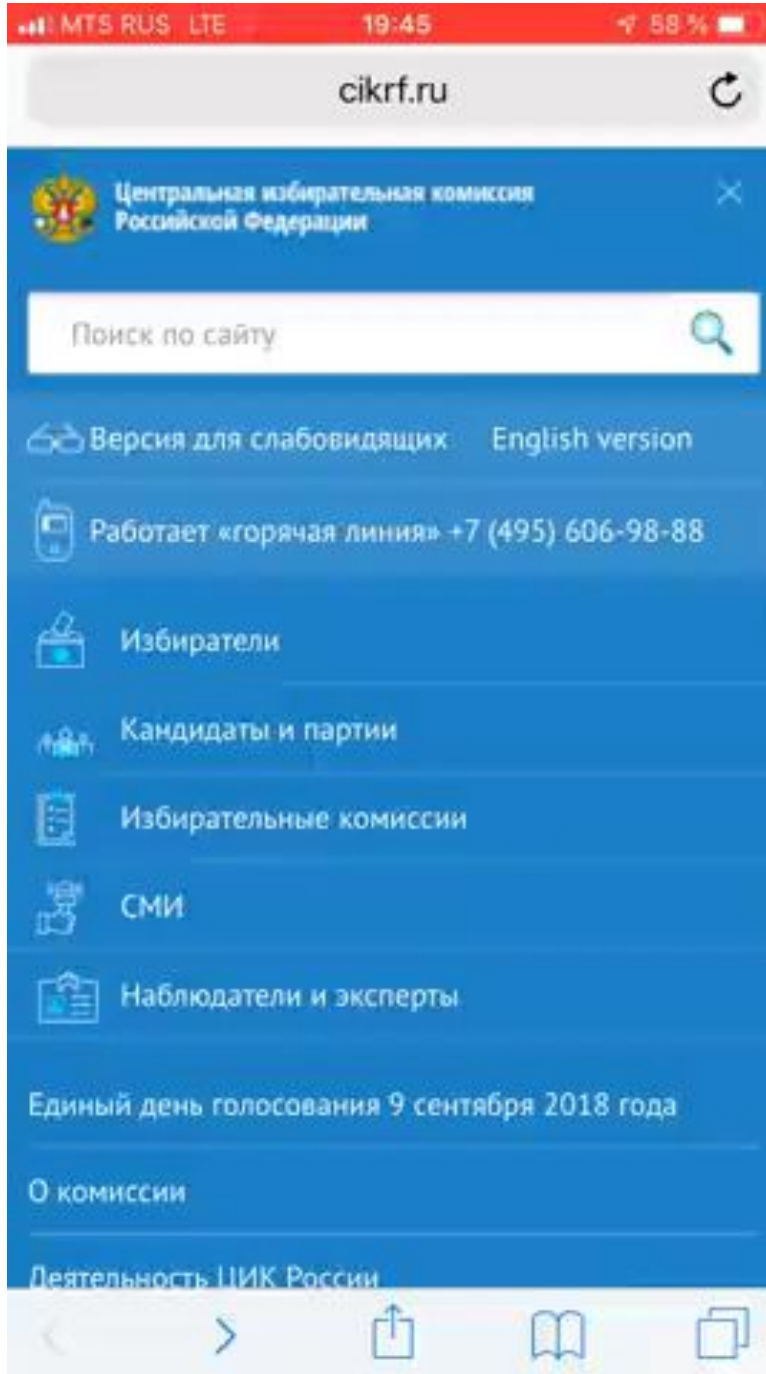 MTS RUS LTE 19:45 58 %
cikrf.ru
Центральная избирательная комиссия
Российской Федерации
Поиск по сайту
Версия для слабовидящих English version
Работает «горячая линия» +7 (495) 606-98-88
Избиратели
Кандидаты и партии
Избирательные комиссии
СМИ
Наблюдатели и эксперты
Единый день голосования 9 сентября 2018 года
О комиссии
Деятельность ЦИК России